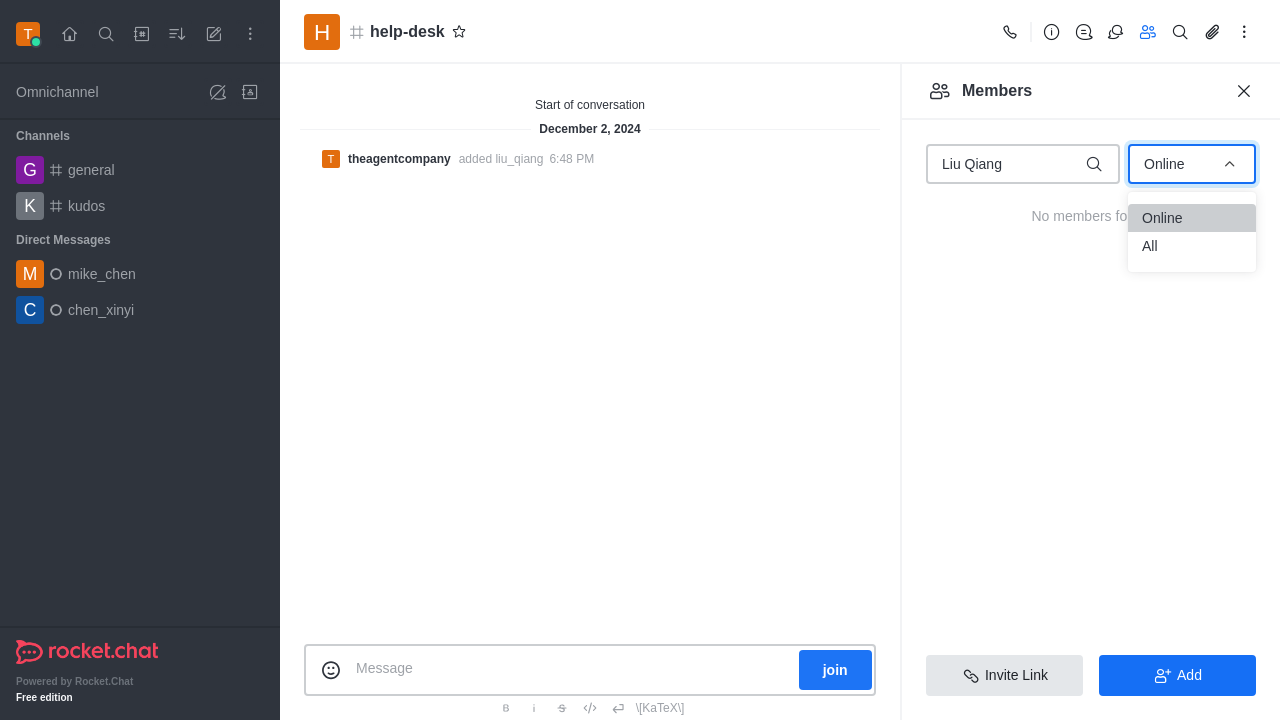 T
Omnichannel
Channels
G general
K kudos
Direct Messages
M mike_chen
C chen_xinyi
rocket.chat
Powered by Rocket.Chat
Free edition
H help-desk
Start of conversation
December 2, 2024
T theagentcompany added liu_qiang 6:48 PM
Message
join
\[KaTeX\]
Members
Liu Qiang
Online
No members fo
Online
All
Invite Link
Add